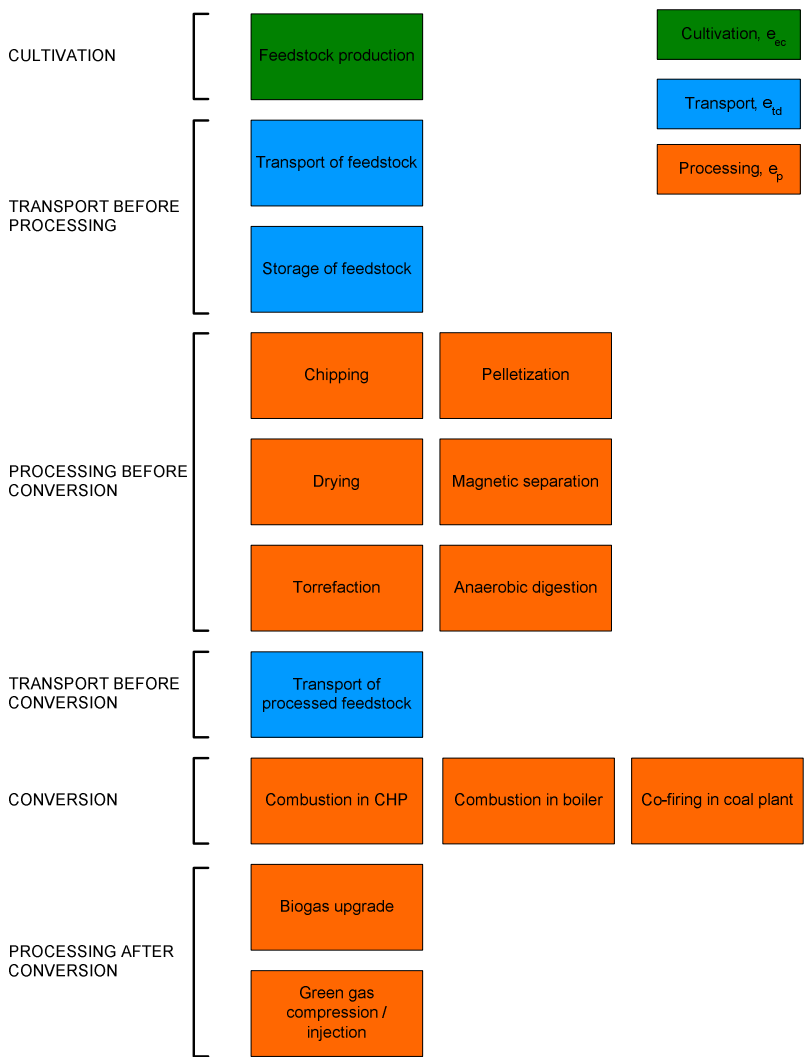 CULTIVATION
Feedstock production
Cultivation, eec
Transport, etd
Processing, ep
TRANSPORT BEFORE
PROCESSING
Transport of feedstock
Storage of feedstock
PROCESSING BEFORE
CONVERSION
Chipping
Pelletization
Drying
Magnetic separation
Torrefaction
Anaerobic digestion
TRANSPORT BEFORE
CONVERSION
Transport of
processed feedstock
CONVERSION
Combustion in CHP
Combustion in boiler
Co-firing in coal plant
PROCESSING AFTER
CONVERSION
Biogas upgrade
Green gas
compression /
injection